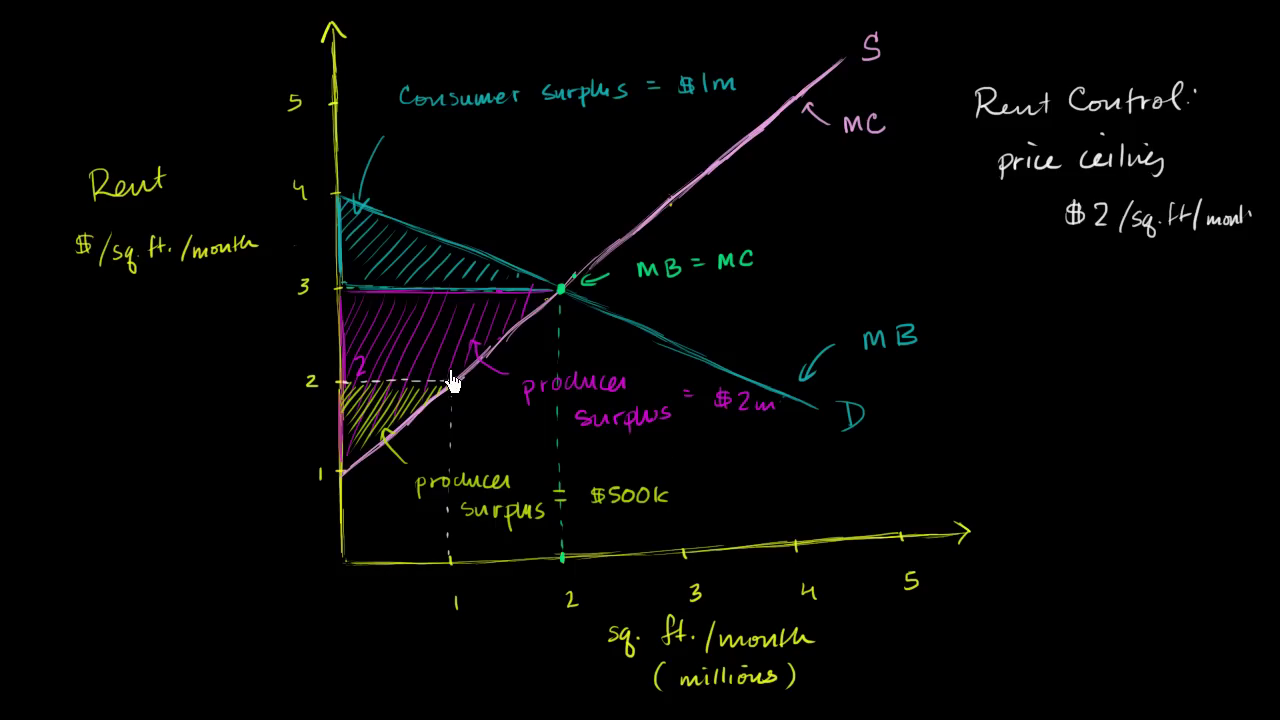 S
Consumer surplus = $1m
Rent Control:
5
MC
price ceiling
Rent
4
$2/sq.ft/mont
$/sq.ft./month
MB = MC
3
MB
2
2
producer
surplus = $2m
D
1
producer
surplus = $500k
1
2
3
4
5
sq. ft./month
(millions)